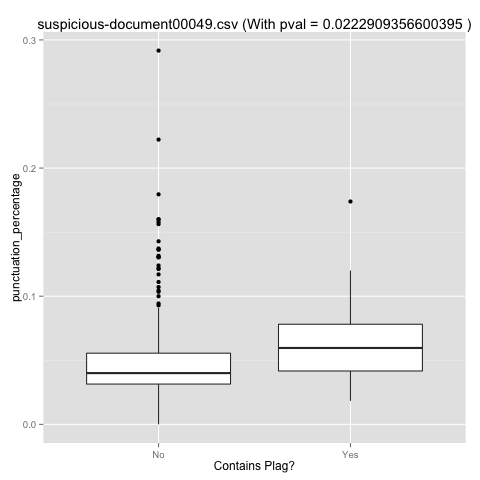 suspicious-document00049.csv (With pval = 0.0222909356600395 )
0.3
0.2
0.1
0.0
punctuation_percentage
No
Yes
Contains Plag?